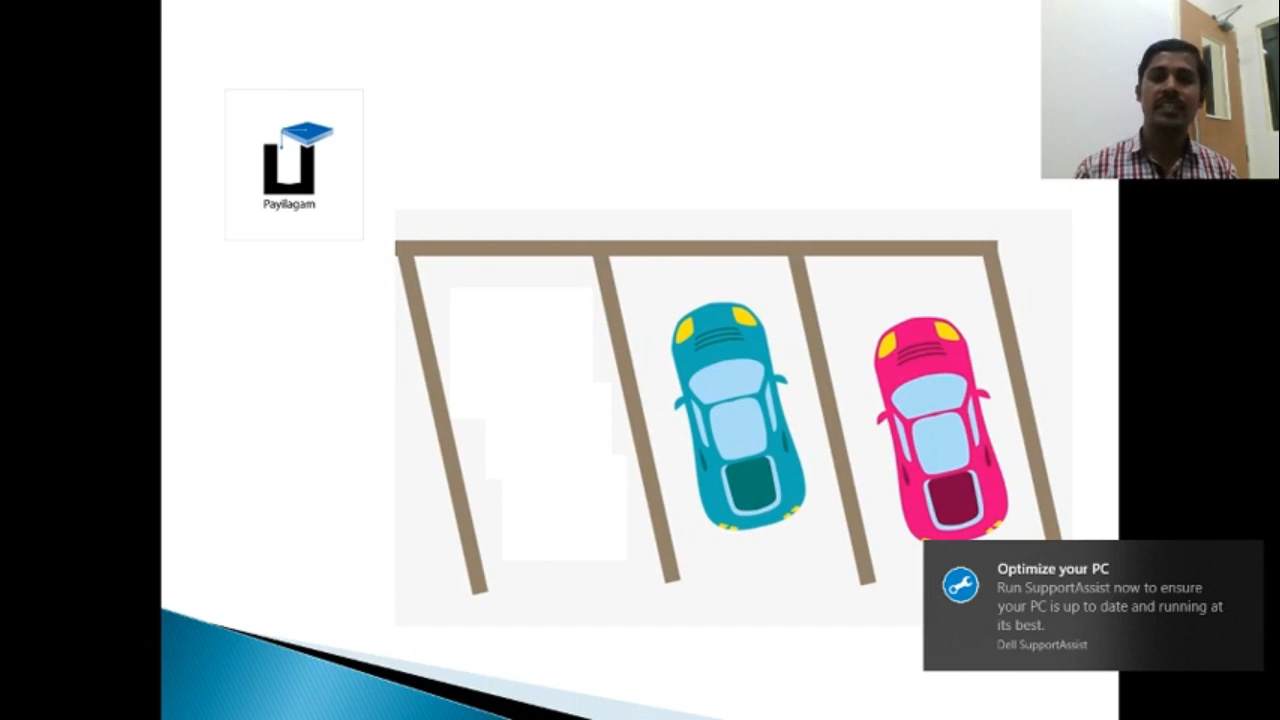 Payilagam
Optimize your PC
Run SupportAssist now to ensure
your PC is up to date and running at
its best.
Dell SupportAssist